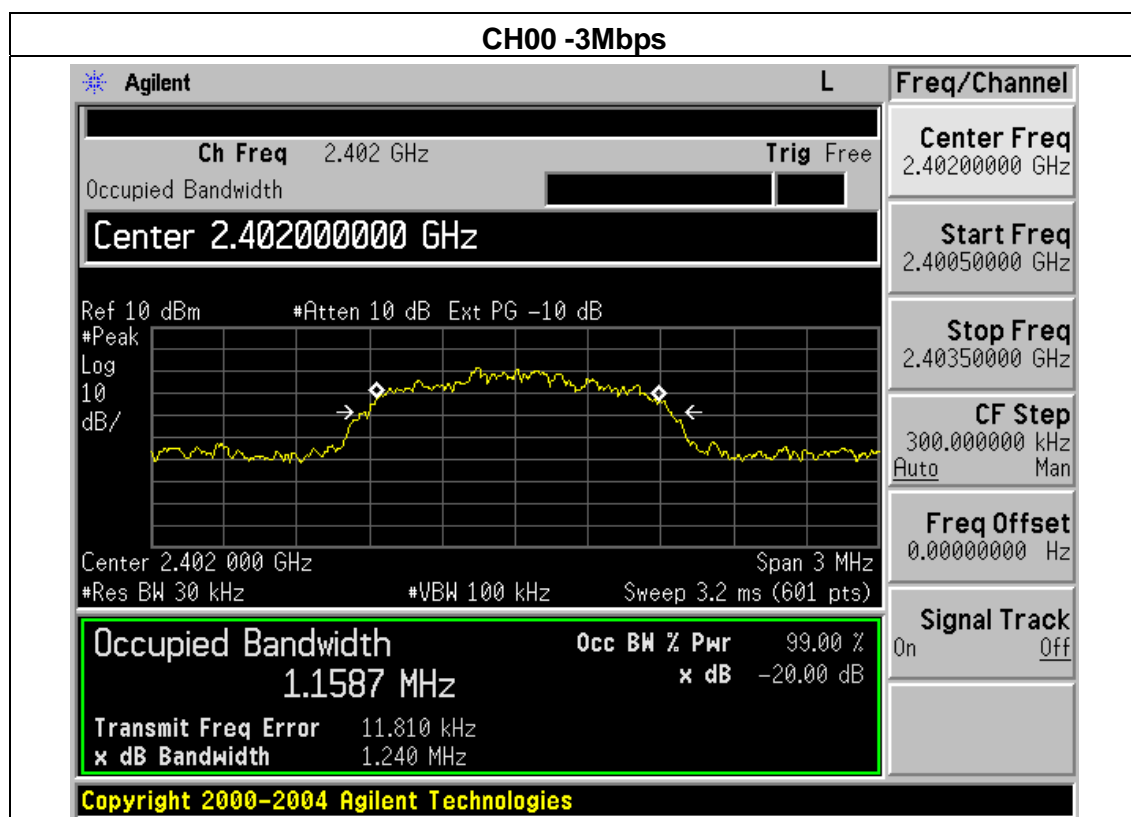 CH00 -3Mbps
Agilent L Freq/Channel
Ch Freq 2.402 GHz Trig Free
Occupied Bandwidth
Center 2.402000000 GHz
Ref 10 dBm #Atten 10 dB Ext PG -10 dB
#Peak
Log
10
dB/
Center 2.402 000 GHz Span 3 MHz
#Res BW 30 kHz #VBW 100 kHz Sweep 3.2 ms (601 pts)
Occupied Bandwidth Occ BW % Pwr 99.00 %
1.1587 MHz x dB -20.00 dB
Transmit Freq Error 11.810 kHz
x dB Bandwidth 1.240 MHz
Copyright 2000-2004 Agilent Technologies
Center Freq
2.40200000 GHz
Start Freq
2.40050000 GHz
Stop Freq
2.40350000 GHz
CF Step
300.000000 kHz
Auto Man
Freq Offset
0.00000000 Hz
Signal Track
On Off